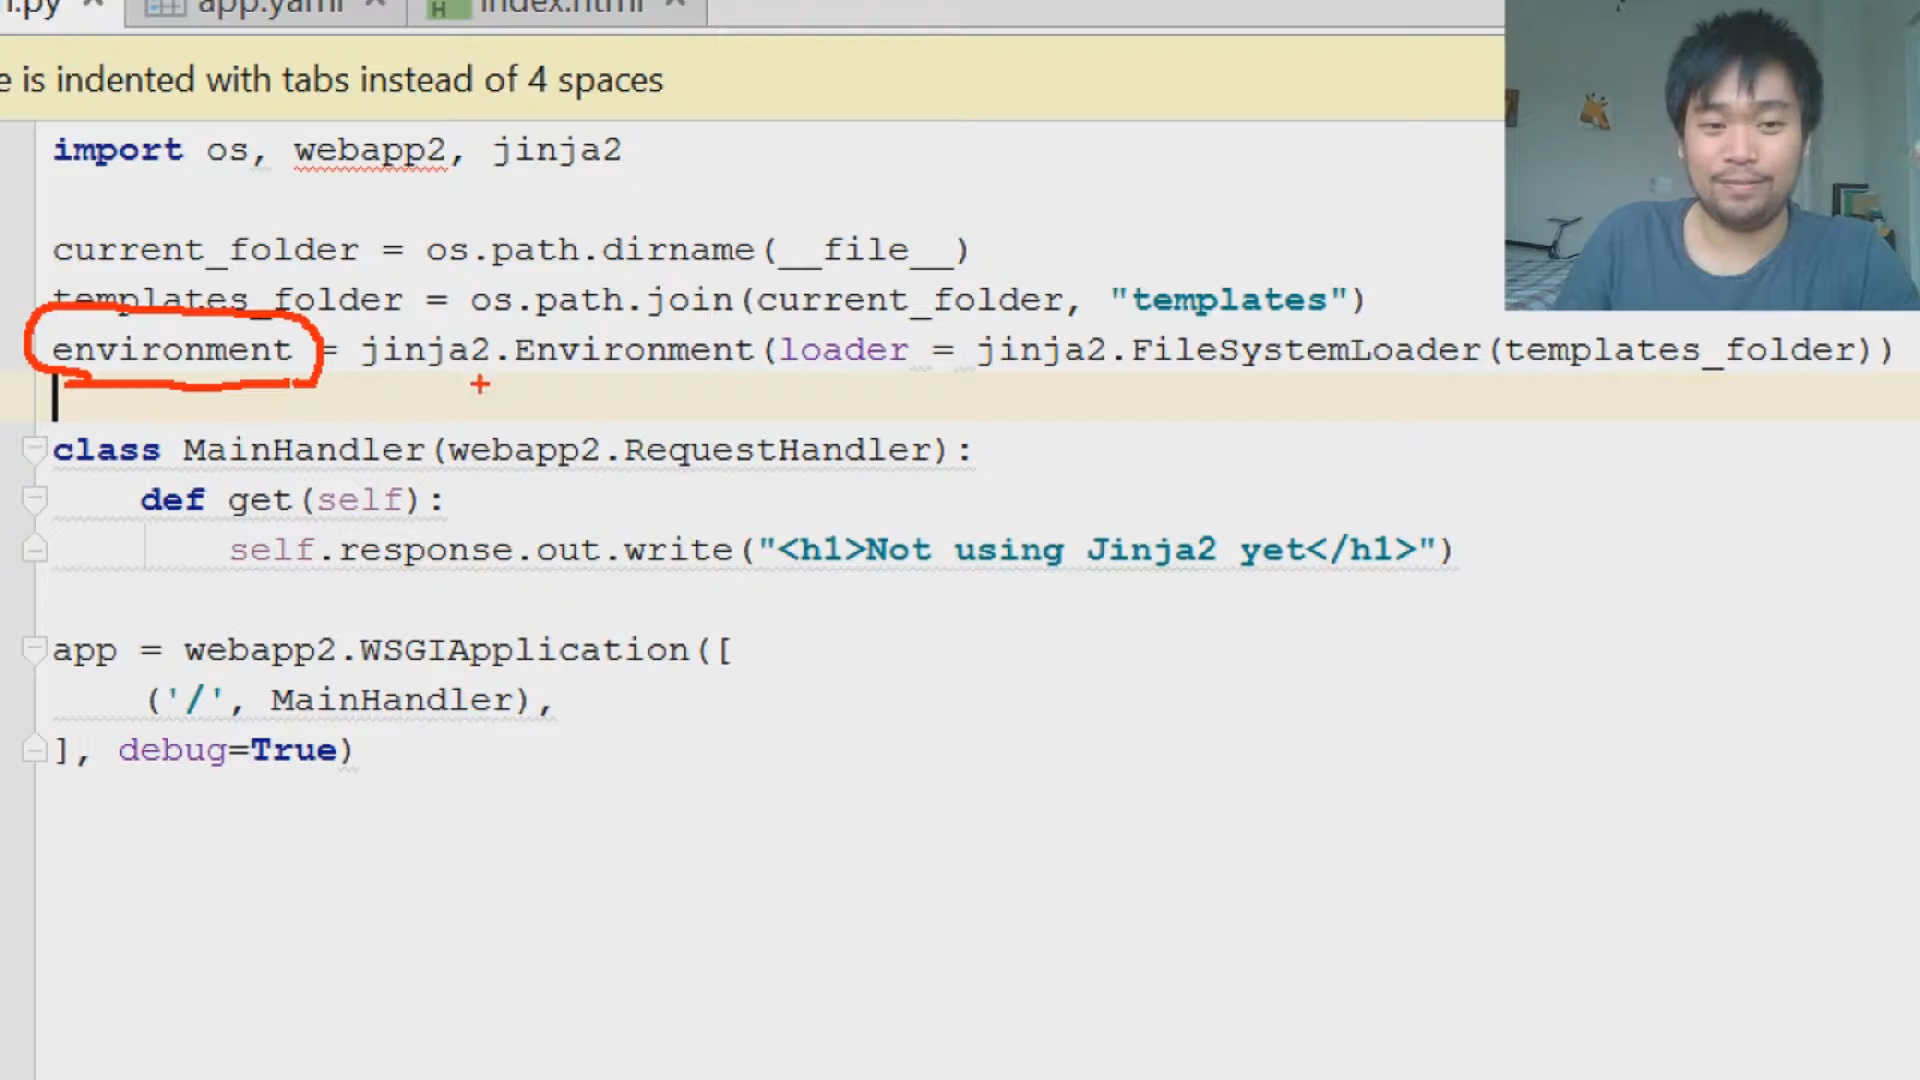 .py app.yaml index.html
e is indented with tabs instead of 4 spaces
import os, webapp2, jinja2
current_folder = os.path.dirname(__file__)
templates_folder = os.path.join(current_folder, "templates")
environment = jinja2.Environment(loader = jinja2.FileSystemLoader(templates_folder))
class MainHandler(webapp2.RequestHandler):
def get(self):
self.response.out.write("<h1>Not using Jinja2 yet</h1>")
app = webapp2.WSGIApplication([
('/', MainHandler),
], debug=True)